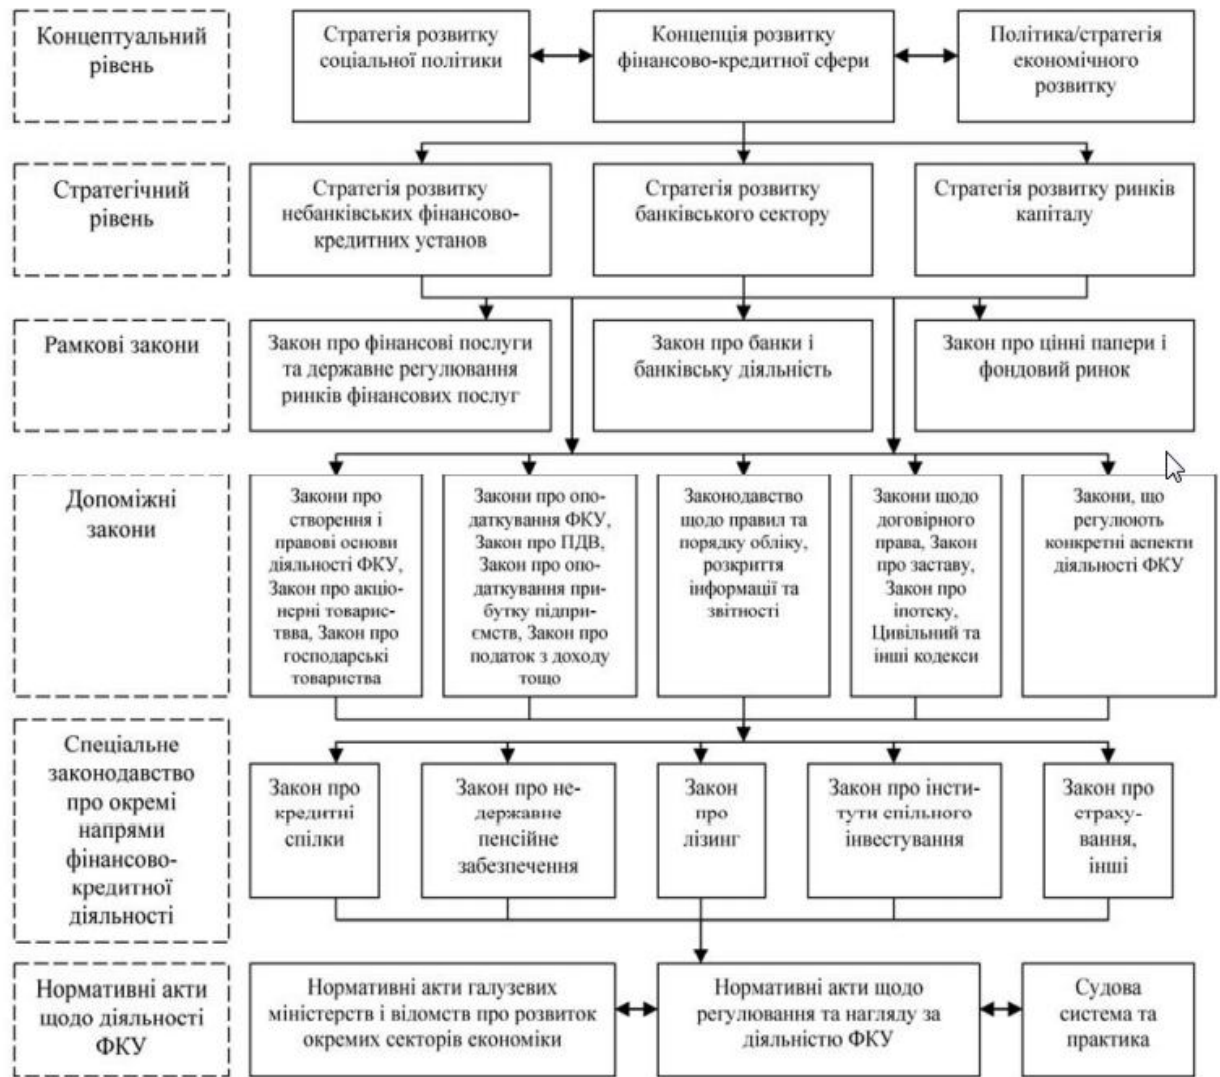 Концептуальний
рівень
Стратегія розвитку
соціальної політики
Концепція розвитку
фінансово-кредитної сфери
Політика/стратегія
економічного
розвитку
Стратегічний
рівень
Стратегія розвитку
небанківських фінансово-
кредитних установ
Стратегія розвитку
банківського сектору
Стратегія розвитку ринків
капіталу
Рамкові закони
Закон про фінансові послуги
та державне регулювання
ринків фінансових послуг
Закон про банки і
банківську діяльність
Закон про цінні папери і
фондовий ринок
Допоміжні
закони
Закони про
створення і
правові основи
діяльності ФКУ,
Закон про акціо-
нерні товарис-
твва, Закон про
господарські
товариства
Закони про опо-
даткування ФКУ,
Закон про ПДВ,
Закон про опо-
даткування при-
бутку підпри-
ємств, Закон про
податок з доходу
тощо
Законодавство
щодо правил та
порядку обліку,
розкриття
інформації та
звітності
Закони щодо
договірного
права, Закон
про заставу,
Закон про
іпотеку,
Цивільний та
інші кодекси
Закони, що
регулюють
конкретні аспекти
діяльності ФКУ
Спеціальне
законодавство
про окремі
напрями
фінансово-
кредитної
діяльності
Закон про
кредитні
спілки
Закон про не-
державне
пенсійне
забезпечення
Закон
про
лізинг
Закон про інсти-
тути спільного
інвестування
Закон про
страху-
вання,
інші
Нормативні акти
щодо діяльності
ФКУ
Нормативні акти галузевих
міністерств і відомств про розвиток
окремих секторів економіки
Нормативні акти щодо
регулювання та нагляду за
діяльністю ФКУ
Судова
система та
практика